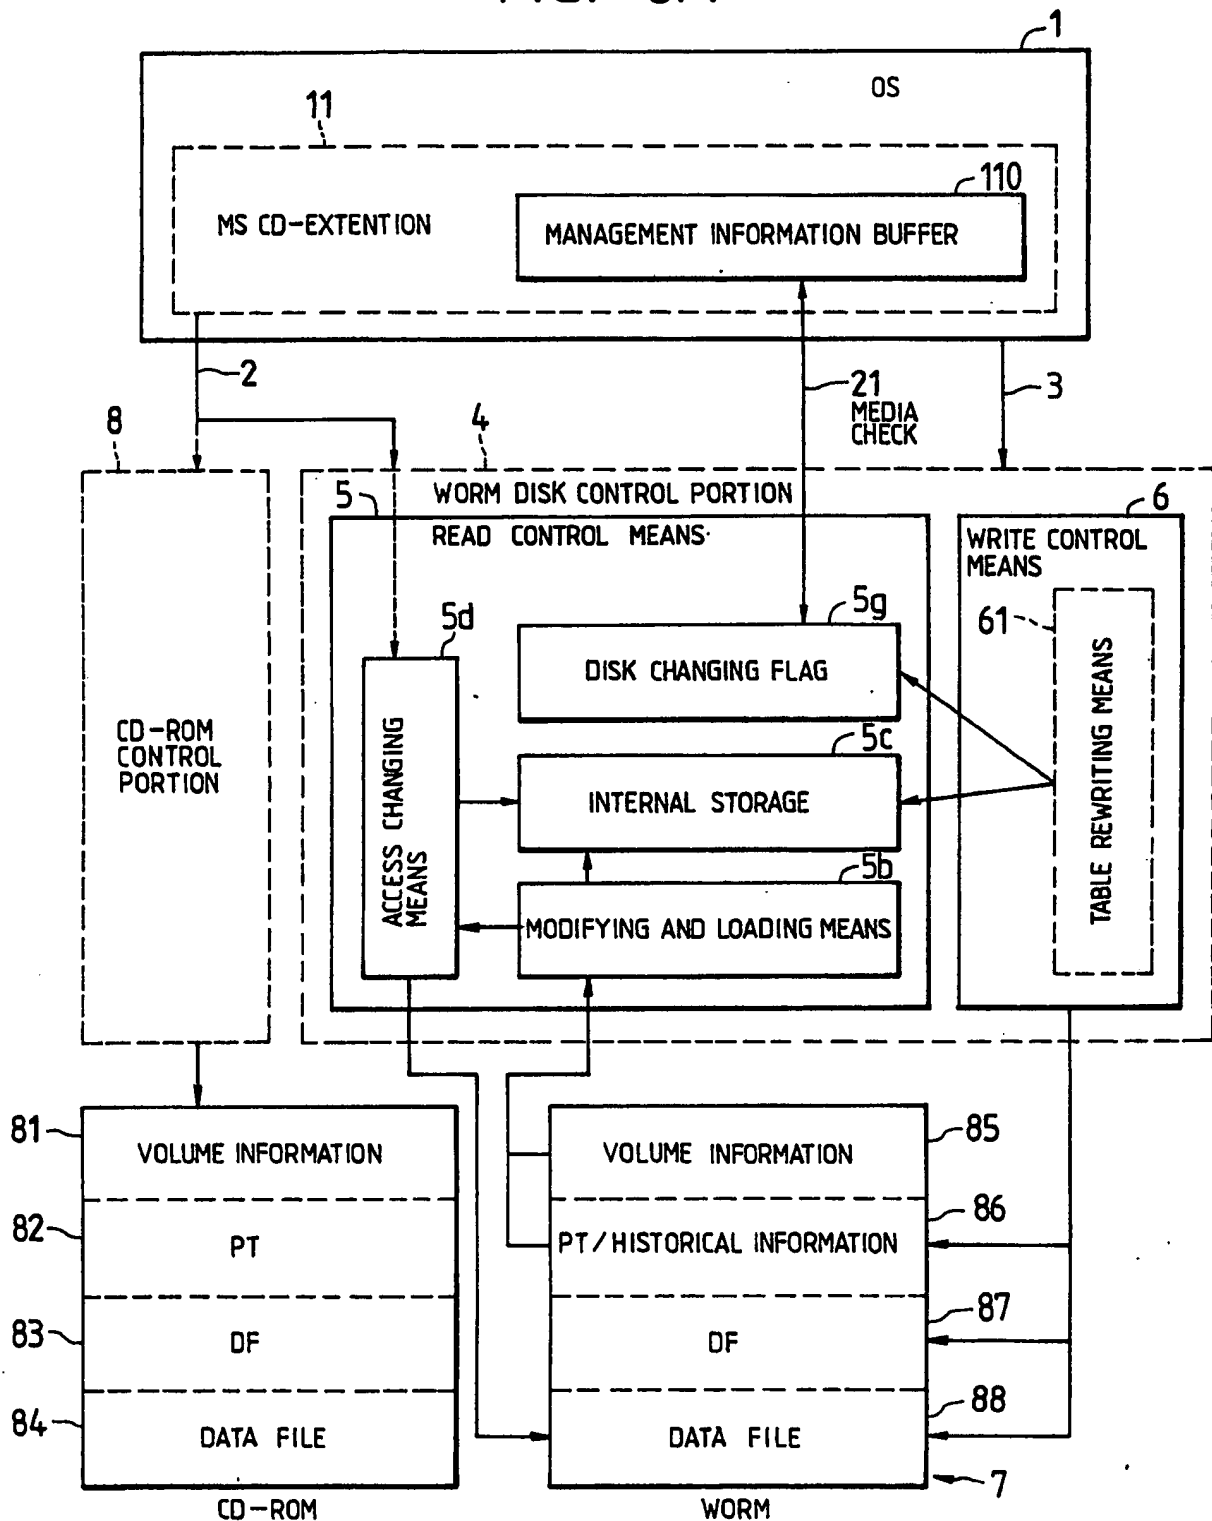 1
OS
11
110
MS CD-EXTENTION
MANAGEMENT INFORMATION BUFFER
2
21
MEDIA
CHECK
3
8
4
WORM DISK CONTROL PORTION
5
READ CONTROL MEANS
6
WRITE CONTROL
MEANS
5d
5g
61
DISK CHANGING FLAG
CD-ROM
CONTROL
PORTION
ACCESS CHANGING
MEANS
5c
INTERNAL STORAGE
TABLE REWRITING MEANS
5b
MODIFYING AND LOADING MEANS
81
VOLUME INFORMATION
VOLUME INFORMATION
85
82
PT
PT/HISTORICAL INFORMATION
86
83
DF
DF
87
84
DATA FILE
DATA FILE
88
7
CD-ROM
WORM